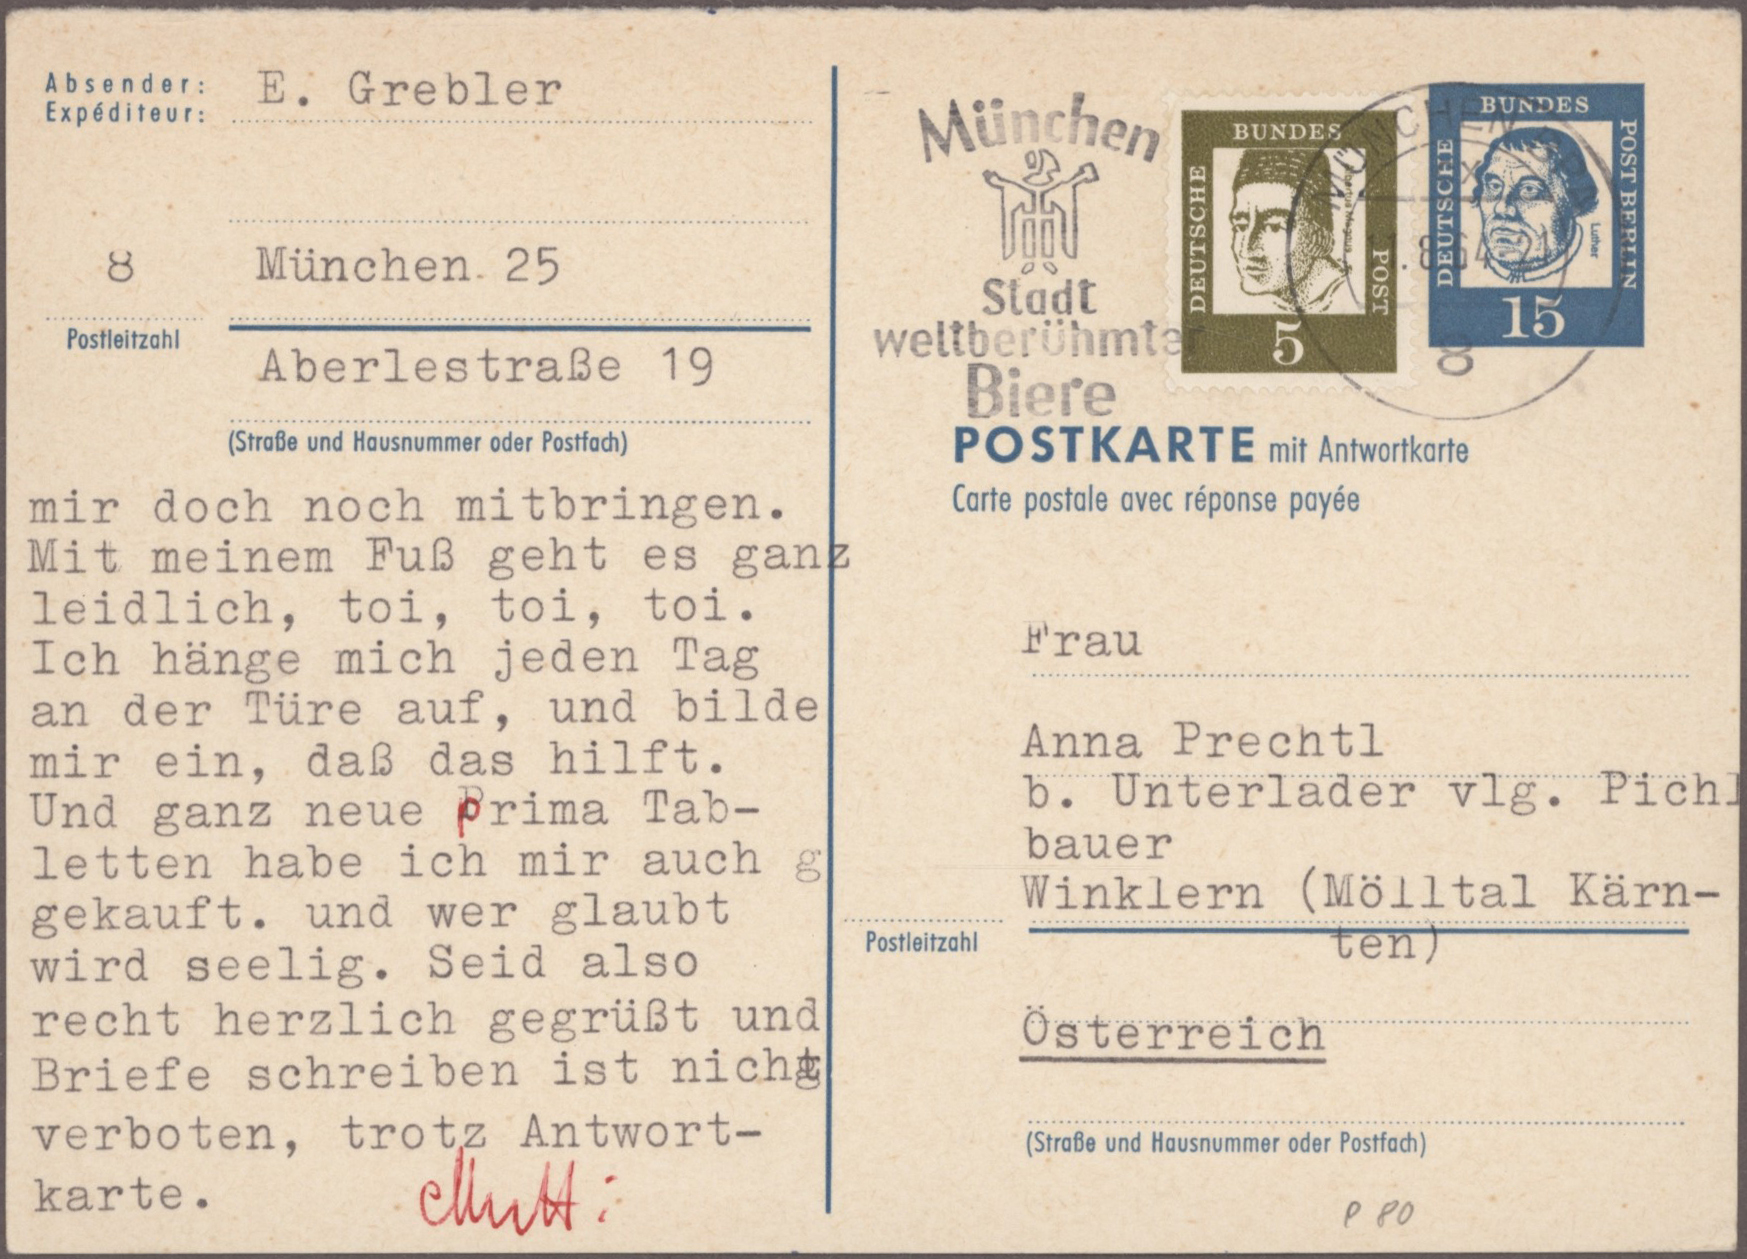 Absender:
Expéditeur:
E. Grebler
8
München 25
Postleitzahl
Aberlestraße 19
(Straße und Hausnummer oder Postfach)
mir doch noch mitbringen.
Mit meinem Fuß geht es ganz
leidlich, toi, toi, toi.
Ich hänge mich jeden Tag
an der Türe auf, und bilde
mir ein, daß das hilft.
Und ganz neue prima Tab-
letten habe ich mir auch g
gekauft. und wer glaubt
wird seelig. Seid also
recht herzlich gegrüßt und
Briefe schreiben ist nicht
verboten, trotz Antwort-
karte.
Mutti
München
Stadt
weltberühmter
Biere
DEUTSCHE
BUNDES
POST
Albertus Magnus
5
MÜNCHEN
8
DEUTSCHE
BUNDES
POST BERLIN
Luther
15
POSTKARTE mit Antwortkarte
Carte postale avec réponse payée
Frau
Anna Prechtl
b. Unterlader vlg. Pichl
bauer
Winklern (Mölltal Kärn-
ten)
Postleitzahl
Österreich
(Straße und Hausnummer oder Postfach)
P 80